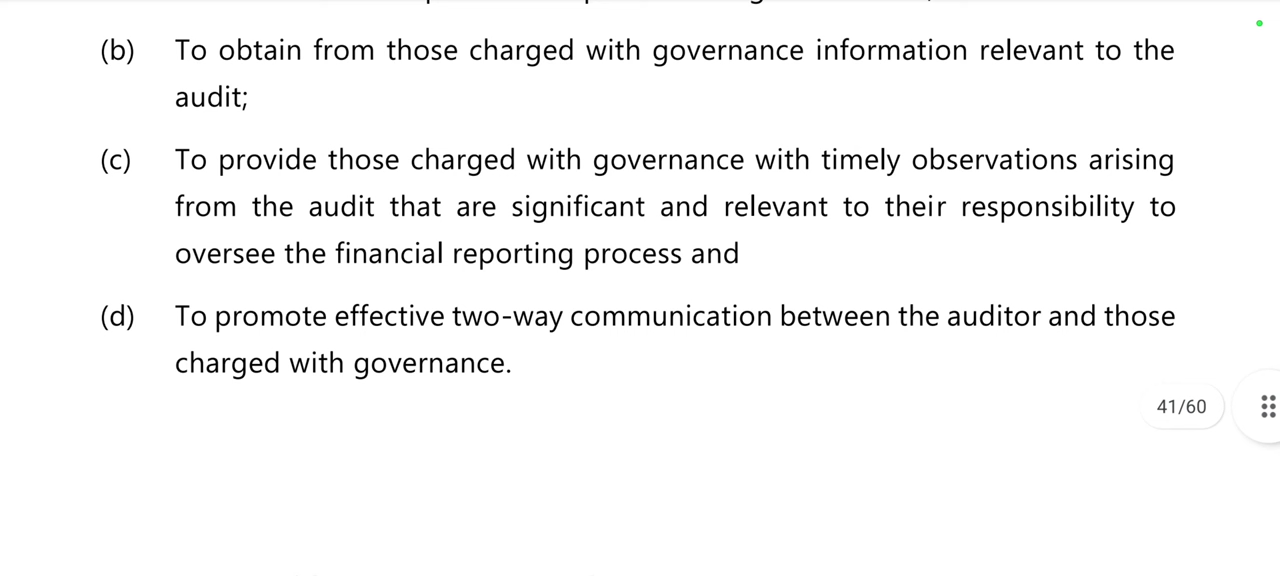 (b) To obtain from those charged with governance information relevant to the
audit;
(c) To provide those charged with governance with timely observations arising
from the audit that are significant and relevant to their responsibility to
oversee the financial reporting process and
(d) To promote effective two-way communication between the auditor and those
charged with governance.
41/60